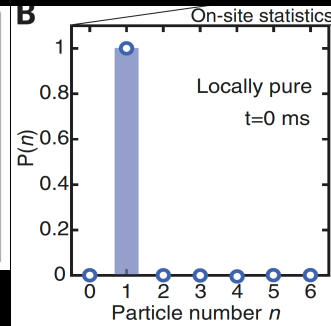 B
On-site statistics
1
Locally pure
0.8
t=0 ms
0.6
P(n)
0.4
0.2
0
0 1 2 3 4 5 6
Particle number n